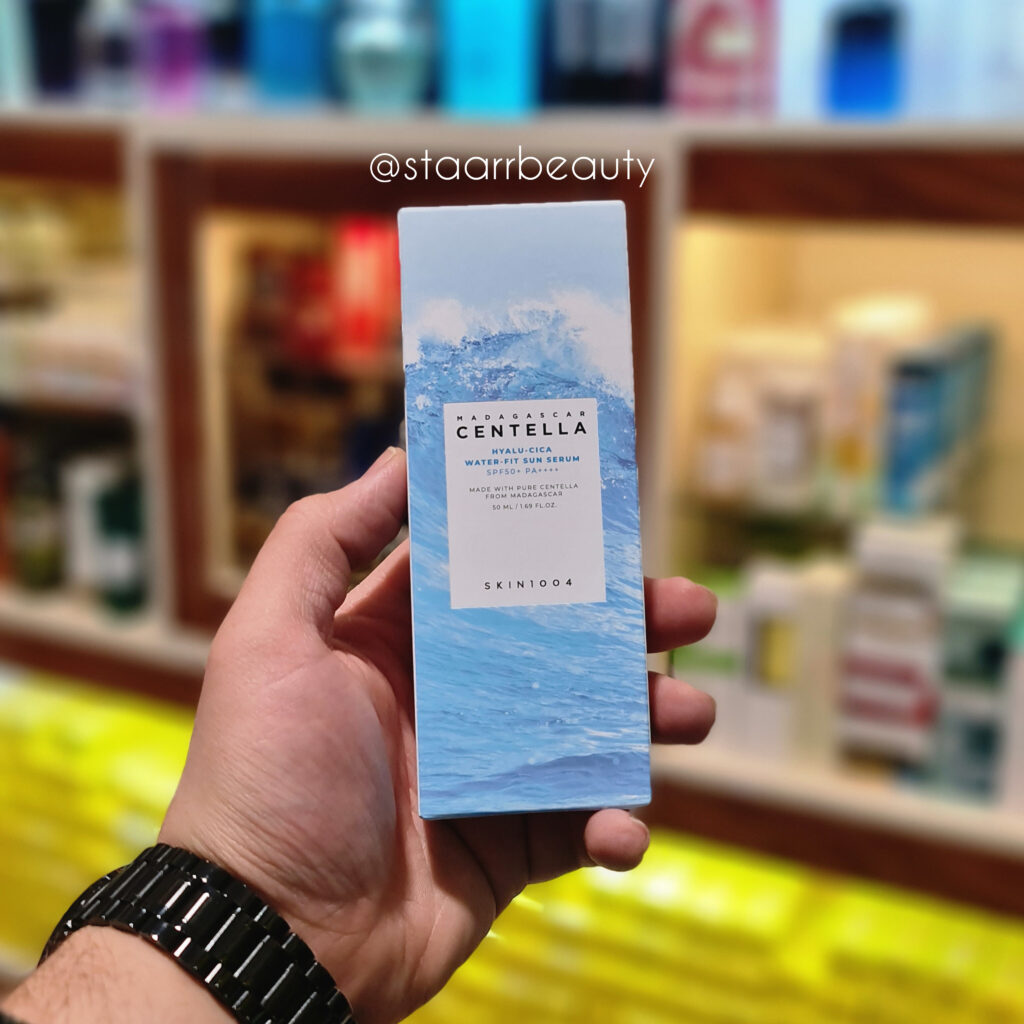 @staarrbeauty
MADAGASCAR
CENTELLA
HYALU-CICA
WATER-FIT SUN SERUM
SPF50+ PA++++
MADE WITH PURE CENTELLA
FROM MADAGASCAR
50 ML / 1.69 FL.OZ.
SKIN1004